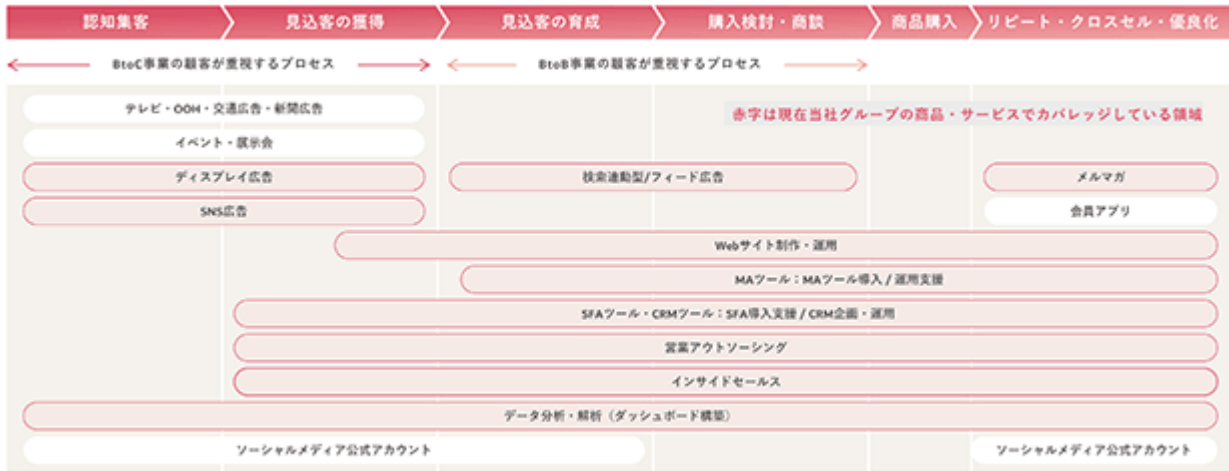 認知集客
見込客の獲得
見込客の育成
購入検討・商談
商品購入
リピート・クロスセル・優良化
BtoC事業の顧客が重視するプロセス
BtoB事業の顧客が重視するプロセス
テレビ・OOH・交通広告・新聞広告
赤字は現在当社グループの商品・サービスでカバレッジしている領域
イベント・展示会
ディスプレイ広告
検索連動型/フィード広告
メルマガ
SNS広告
会員アプリ
Webサイト制作・運用
MAツール:MAツール導入 / 運用支援
SFAツール・CRMツール:SFA導入支援 / CRM企画・運用
営業アウトソーシング
インサイドセールス
データ分析・解析(ダッシュボード構築)
ソーシャルメディア公式アカウント
ソーシャルメディア公式アカウント